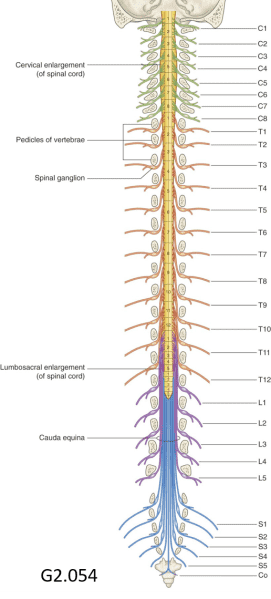 C1
C2
C3
Cervical enlargement
(of spinal cord)
C4
C5
C6
C7
C8
T1
Pedicles of vertebrae
T2
T3
Spinal ganglion
T4
T5
T6
T7
T8
T9
T10
T11
Lumbosacral enlargement
(of spinal cord)
T12
L1
L2
Cauda equina
L3
L4
L5
S1
S2
S3
S4
S5
Co
G2.054